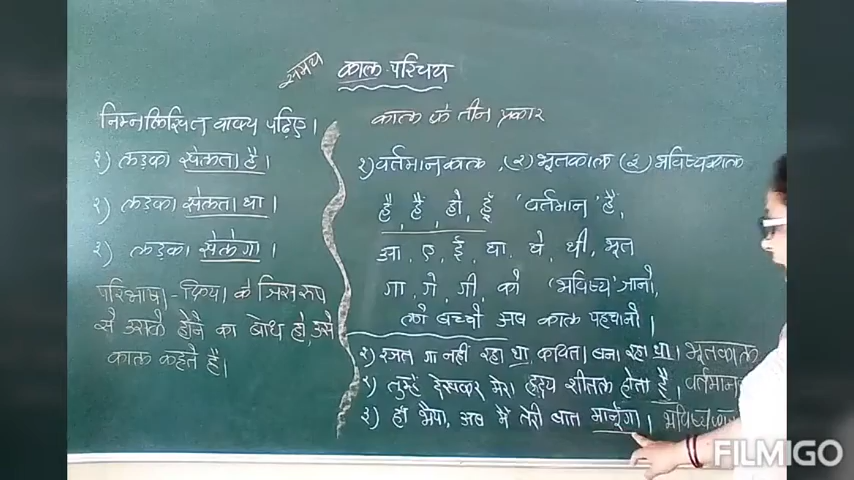 समय काल परिचय
निम्नलिखित वाक्य पढ़िए।
१) लड़का खेलता है।
२) लड़का खेलता था।
३) लड़का खेलेगा।
परिभाषा - क्रिया के जिस रूप
से उसके होने का बोध हो, उसे
काल कहते है।
काल के तीन प्रकार
१) वर्तमानकाल, (२) भूतकाल (३) भविष्यकाल
है, हैं, हो, हूँ 'वर्तमान' है,
आ, ए, ई, था, थे, थी, भूत
गा, गे, गी, को 'भविष्य' जानो,
लो बच्चों अब काल पहचानो।
१) रजत गा नहीं रहा था, कविता बना रहा था। भूतकाल
२) तुम्हें देखकर मेरा हृदय शीतल होता है, वर्तमान
३) हाँ भैया, अब मैं तेरी बात मानूँगा। भविष्यकाल
FILMIGO